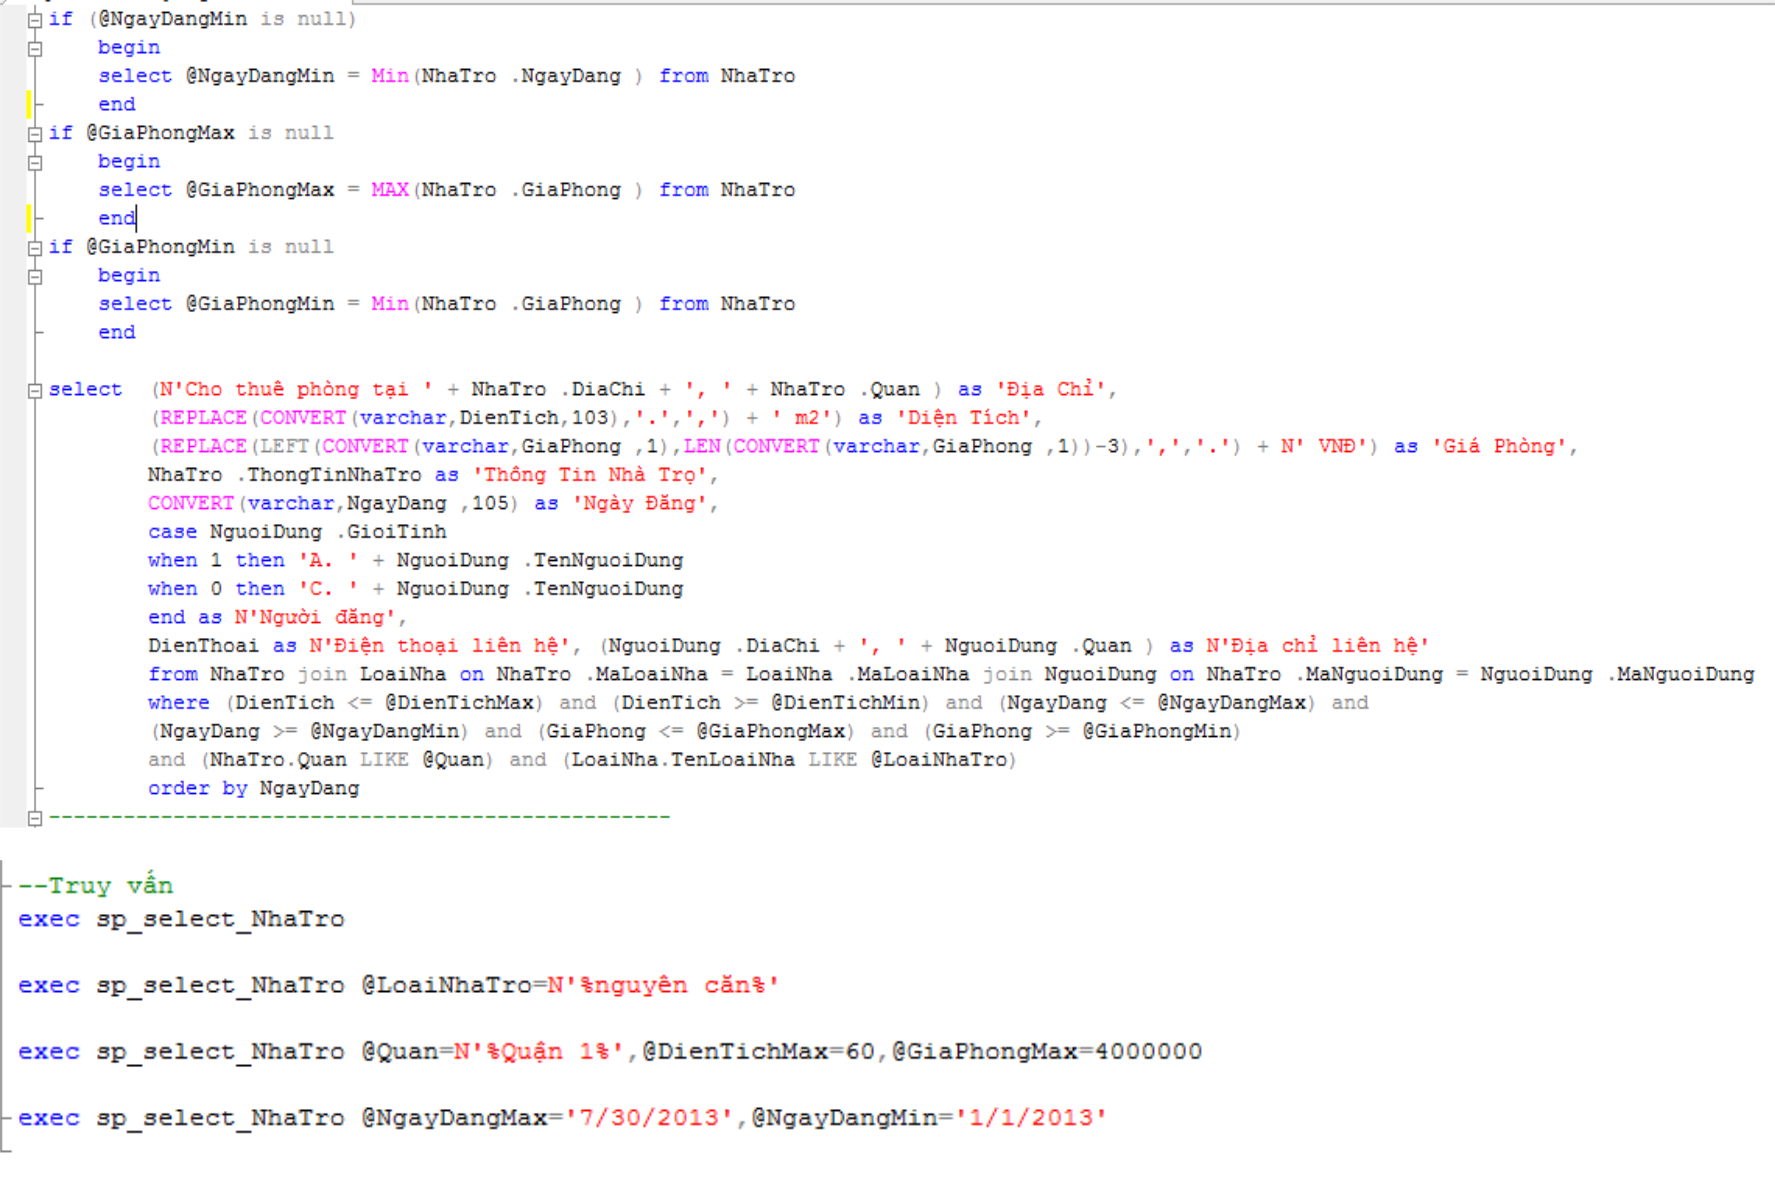 if (@NgayDangMin is null)
begin
select @NgayDangMin = Min(NhaTro .NgayDang ) from NhaTro
end
if @GiaPhongMax is null
begin
select @GiaPhongMax = MAX(NhaTro .GiaPhong ) from NhaTro
end
if @GiaPhongMin is null
begin
select @GiaPhongMin = Min(NhaTro .GiaPhong ) from NhaTro
end
select (N'Cho thuê phòng tại ' + NhaTro .DiaChi + ', ' + NhaTro .Quan ) as 'Địa Chỉ',
(REPLACE(CONVERT(varchar,DienTich,103),'.',',') + ' m2') as 'Diện Tích',
(REPLACE(LEFT(CONVERT(varchar,GiaPhong ,1),LEN(CONVERT(varchar,GiaPhong ,1))-3),',','.') + N' VNĐ') as 'Giá Phòng',
NhaTro .ThongTinNhaTro as 'Thông Tin Nhà Trọ',
CONVERT(varchar,NgayDang ,105) as 'Ngày Đăng',
case NguoiDung .GioiTinh
when 1 then 'A. ' + NguoiDung .TenNguoiDung
when 0 then 'C. ' + NguoiDung .TenNguoiDung
end as N'Người đăng',
DienThoai as N'Điện thoại liên hệ', (NguoiDung .DiaChi + ', ' + NguoiDung .Quan ) as N'Địa chỉ liên hệ'
from NhaTro join LoaiNha on NhaTro .MaLoaiNha = LoaiNha .MaLoaiNha join NguoiDung on NhaTro .MaNguoiDung = NguoiDung .MaNguoiDung
where (DienTich <= @DienTichMax) and (DienTich >= @DienTichMin) and (NgayDang <= @NgayDangMax) and
(NgayDang >= @NgayDangMin) and (GiaPhong <= @GiaPhongMax) and (GiaPhong >= @GiaPhongMin)
and (NhaTro.Quan LIKE @Quan) and (LoaiNha.TenLoaiNha LIKE @LoaiNhaTro)
order by NgayDang
--------------------------------------------------
--Truy vấn
exec sp_select_NhaTro
exec sp_select_NhaTro @LoaiNhaTro=N'%nguyên căn%'
exec sp_select_NhaTro @Quan=N'%Quận 1%',@DienTichMax=60,@GiaPhongMax=4000000
exec sp_select_NhaTro @NgayDangMax='7/30/2013',@NgayDangMin='1/1/2013'